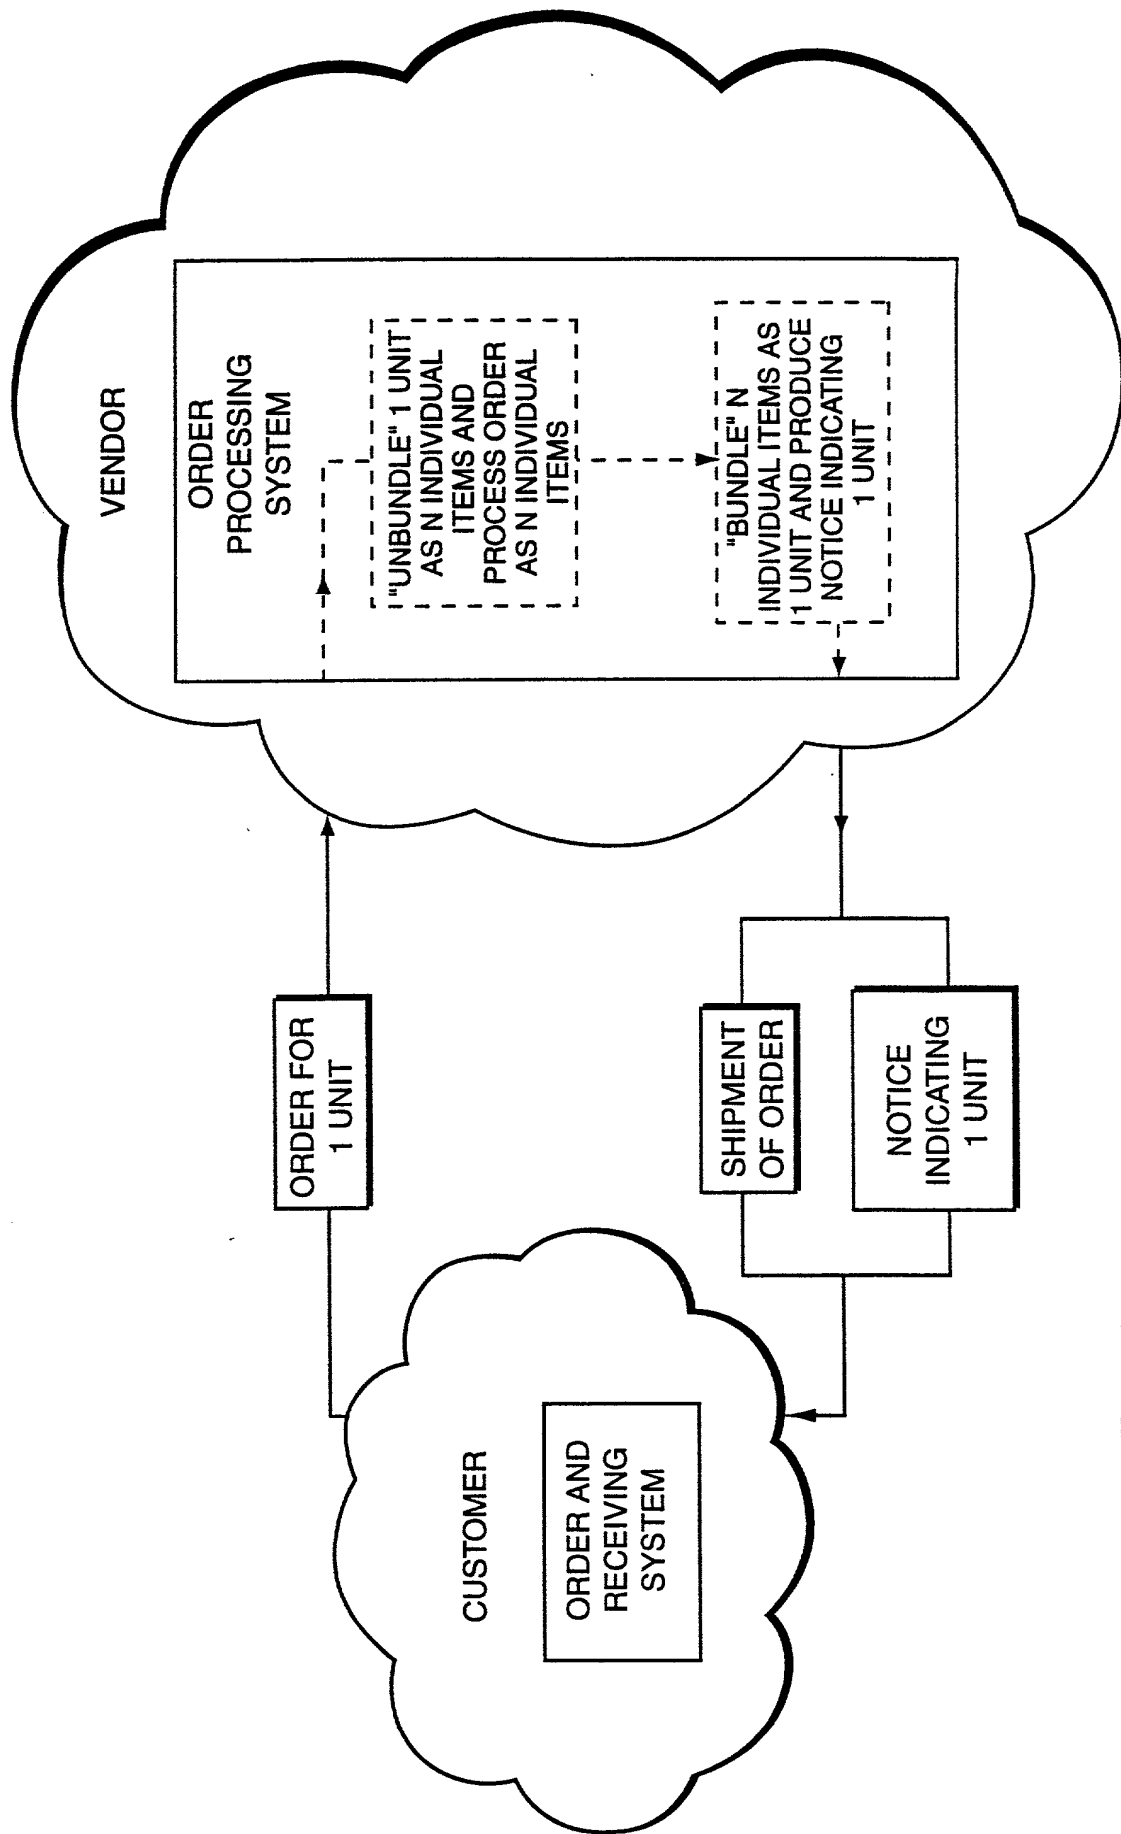 VENDOR
ORDER
PROCESSING
SYSTEM
"UNBUNDLE" 1 UNIT
AS N INDIVIDUAL
ITEMS AND
PROCESS ORDER
AS N INDIVIDUAL
ITEMS
"BUNDLE" N
INDIVIDUAL ITEMS AS
1 UNIT AND PRODUCE
NOTICE INDICATING
1 UNIT
ORDER FOR
1 UNIT
SHIPMENT
OF ORDER
NOTICE
INDICATING
1 UNIT
CUSTOMER
ORDER AND
RECEIVING
SYSTEM